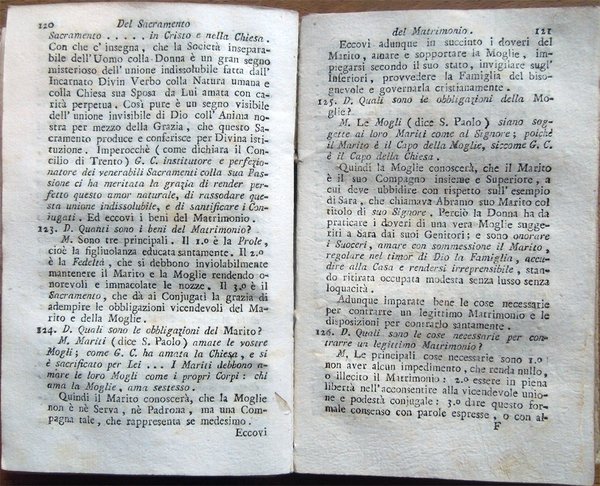 120 Del Sacramento
Sacramento . . . . . in Cristo e nella Chiesa.
Con che c' insegna, che la Società insepara-
bile dell' Uomo colla Donna è un gran segno
misterioso dell' unione indissolubile fatta dall'
Incarnato Divin Verbo colla Natura umana e
colla Chiesa sua Sposa da Lui amata con ca-
rità perpetua. Così pure è un segno visibile
dell' unione invisibile di Dio coll' Anima no-
stra per mezzo della Grazia, che questo Sa-
cramento produce e conferisce per Divina isti-
tuzione. Imperocchè (come dichiara il Con-
cilio di Trento) G. C. institutore e perfezio-
natore dei venerabili Sacramenti colla sua Pas-
sione ci ha meritata la grazia di render per-
fetto questo amor naturale, di rassodare que-
sta unione indissolubile, e di santificare i Con-
jugati. Ed eccovi i beni del Matrimonio.
123. D. Quanti sono i beni del Matrimonio?
M. Sono tre principali. Il 1.º è la Prole,
cioè la figliuolanza educata santamente. Il 2.º
è la Fedeltà, che si debbono inviolabilmente
mantenere il Marito e la Moglie rendendo o-
norevoli e immacolate le nozze. Il 3.º è il
Sacramento, che dà ai Conjugati la grazia di
adempire le obbligazioni vicendevoli del Ma-
rito e della Moglie.
124. D. Quali sono le obbligazioni del Marito?
M. Mariti (dice S. Paolo) amate le vostre
Mogli; come G. C. ha amata la Chiesa, e si
è sacrificato per Lei . . . I Mariti debbono a-
mare le loro Mogli come i proprj Corpi: chi
ama la Moglie, ama sestesso.
Quindi il Marito conoscerà, che la Moglie
non è nè Serva, nè Padrona, ma una Com-
pagna tale, che rappresenta se medesimo.
Eccovi
del Matrimonio. 121
Eccovi adunque in succinto i doveri del
Marito, amare e sopportare la Moglie, im-
piegarsi secondo il suo stato, invigilare sugl'
Inferiori, provvedere la Famiglia del biso-
gnevole e governarla cristianamente.
125. D. Quali sono le obbligazioni della Mo-
glie?
M. Le Mogli (dice S. Paolo) siano sog-
gette ai loro Mariti come al Signore; poichè
il Marito è il Capo della Moglie, siccome G. C.
è il Capo della Chiesa.
Quindi la Moglie conoscerà, che il Marito
è il suo Compagno insieme e Superiore, a
cui deve ubbidire con rispetto sull' esempio
di Sara, che chiamava Abramo suo Marito col
titolo di suo Signore. Perciò la Donna ha da
praticare i doveri di una vera Moglie sugge-
riti a Sara dai suoi Genitori; e sono onorare
i Suoceri, amare con sommessione il Marito,
regolare nel timor di Dio la Famiglia, accu-
dire alla Casa e rendersi irreprensibile, stan-
do ritirata occupata modesta senza lusso senza
loquacità.
Adunque imparate bene le cose necessarie
per contrarre un legittimo Matrimonio e le
disposizioni per contrarlo santamente.
126. D. Quali sono le cose necessarie per con-
trarre un legittimo Matrimonio?
M. Le principali cose necessarie sono 1.º
non aver alcun impedimento, che renda nullo,
o illecito il Matrimonio: 2.º essere in piena
libertà nell' acconsentire alla vicendevole unio-
ne e podestà conjugale: 3.º dare questo for-
male consenso con parole espresse, o con al-
F